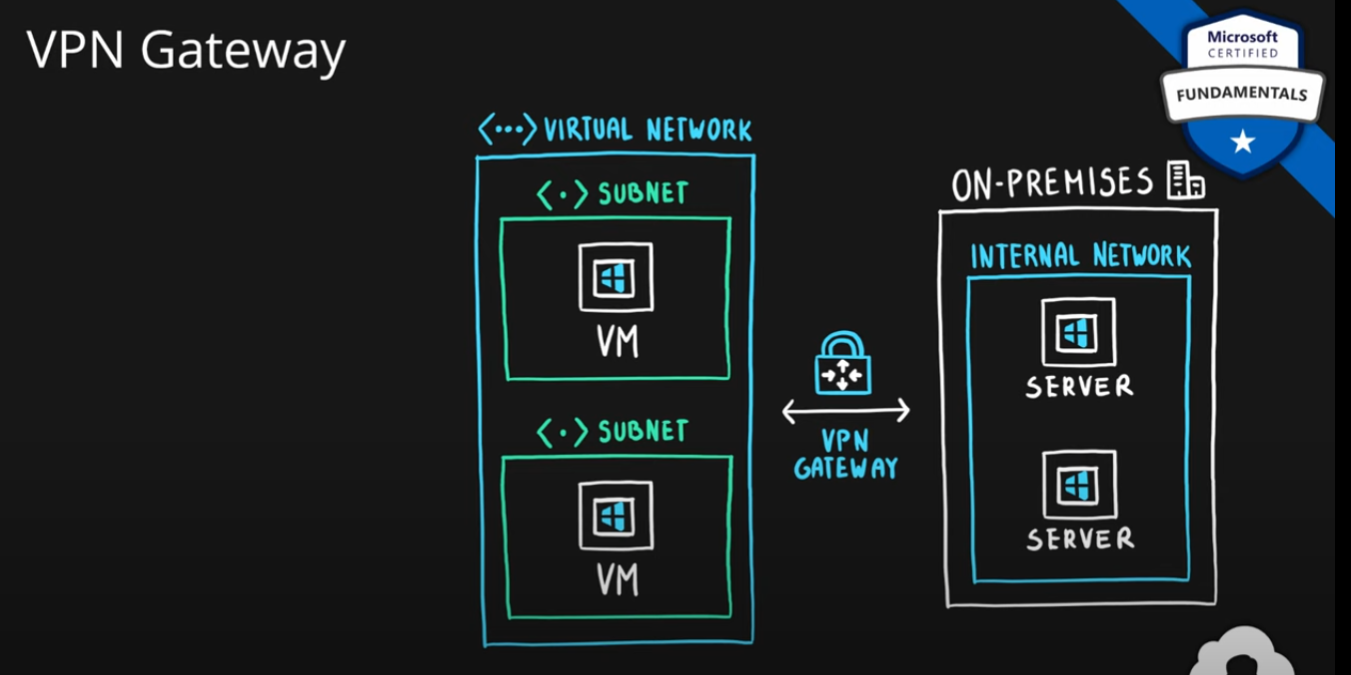 VPN Gateway
Microsoft
CERTIFIED
FUNDAMENTALS
VIRTUAL NETWORK
SUBNET
VM
SUBNET
VM
VPN
GATEWAY
ON-PREMISES
INTERNAL NETWORK
SERVER
SERVER